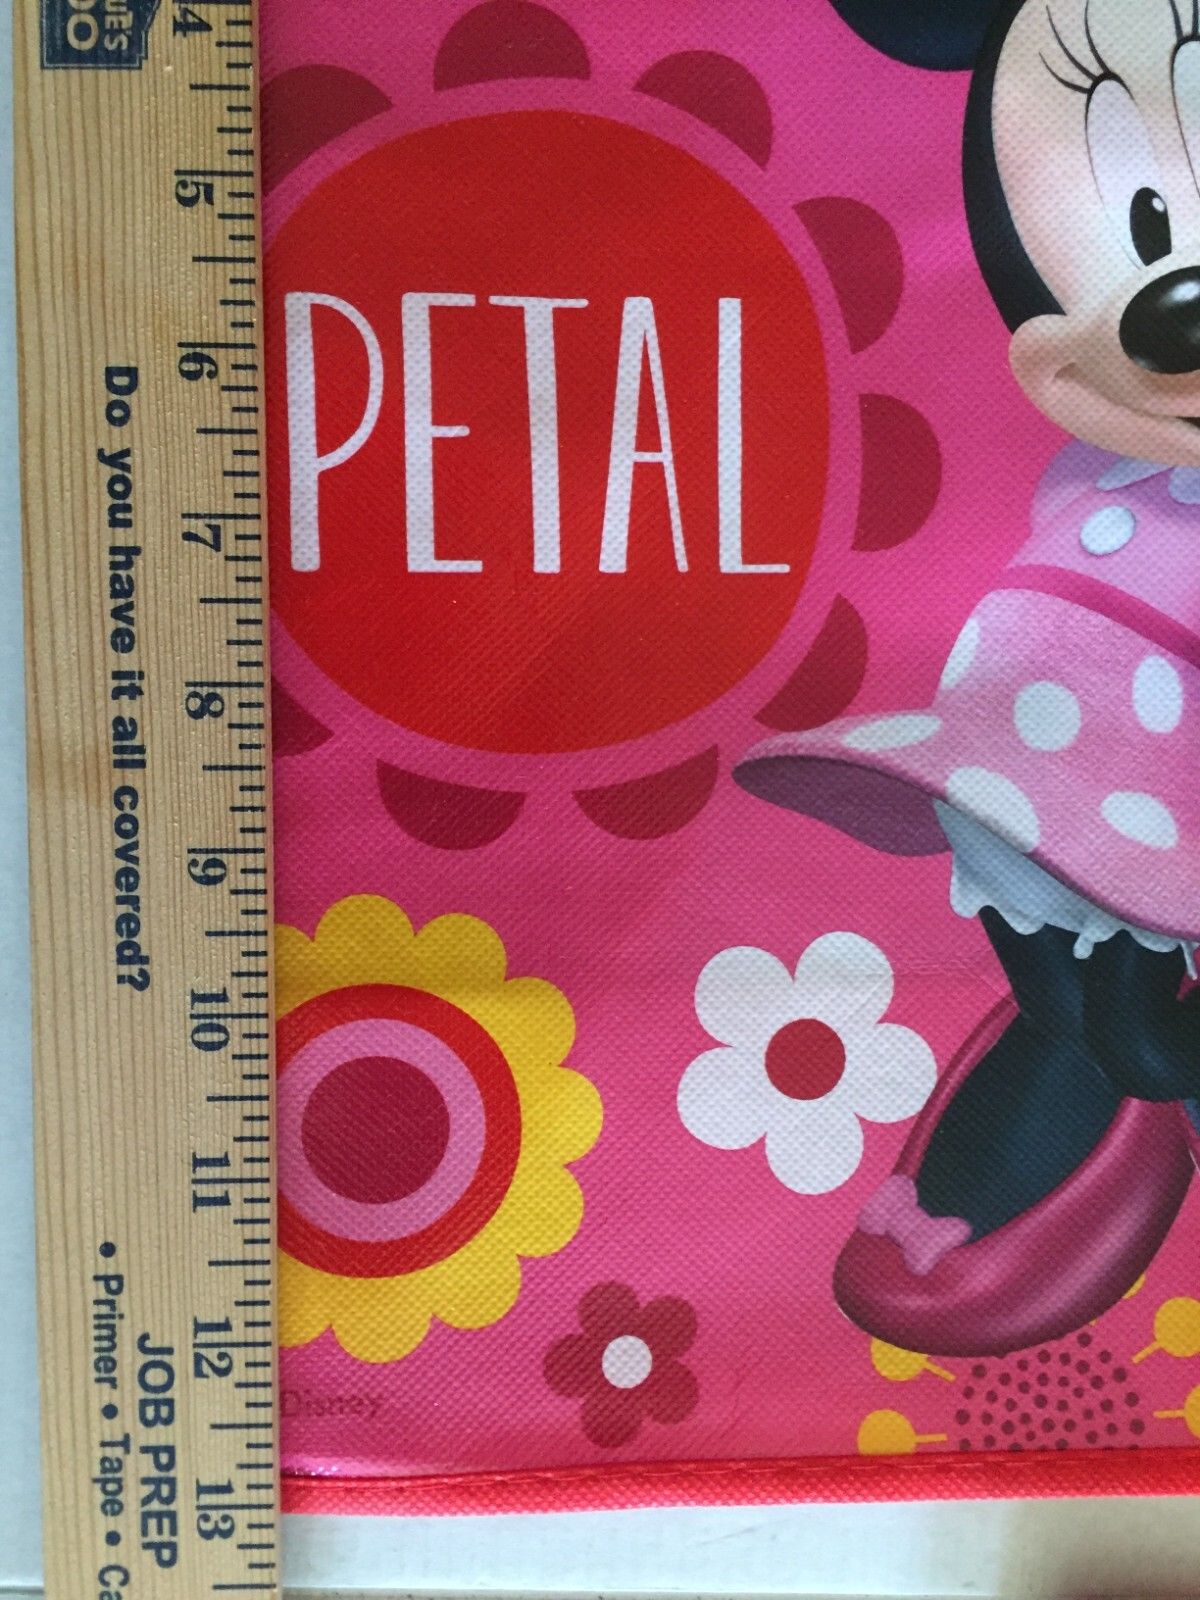 4
5
6
7
8
9
10
11
12
13
Do you have it all covered?
JOB PREP
• Primer • Tape • Ca
PETAL
Disney